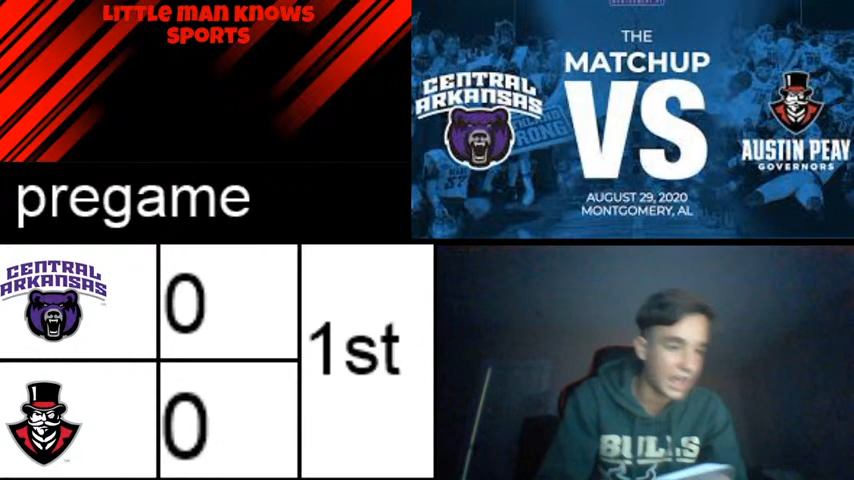 LITTLE MAN KNOWS
SPORTS
THE
MATCHUP
VS
CENTRAL
ARKANSAS
AUSTIN PEAY
GOVERNORS
AUGUST 29, 2020
MONTGOMERY, AL
pregame
CENTRAL
ARKANSAS
0
1st
0
BULLS